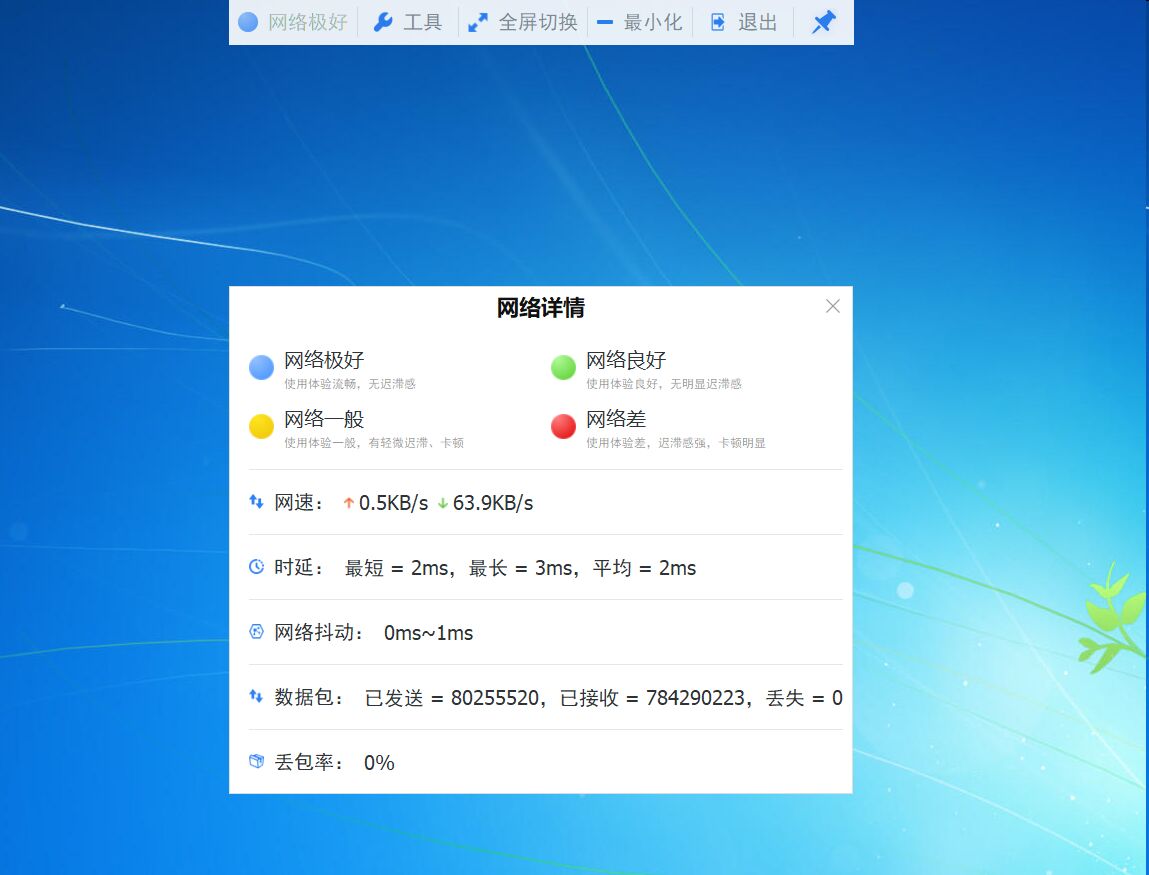 网络极好 工具 全屏切换 最小化 退出
网络详情
网络极好 网络良好
使用体验流畅，无迟滞感 使用体验良好，无明显迟滞感
网络一般 网络差
使用体验一般，有轻微迟滞、卡顿 使用体验差，迟滞感强，卡顿明显
网速： 0.5KB/s 63.9KB/s
时延： 最短 = 2ms，最长 = 3ms，平均 = 2ms
网络抖动： 0ms~1ms
数据包： 已发送 = 80255520，已接收 = 784290223，丢失 = 0
丢包率： 0%